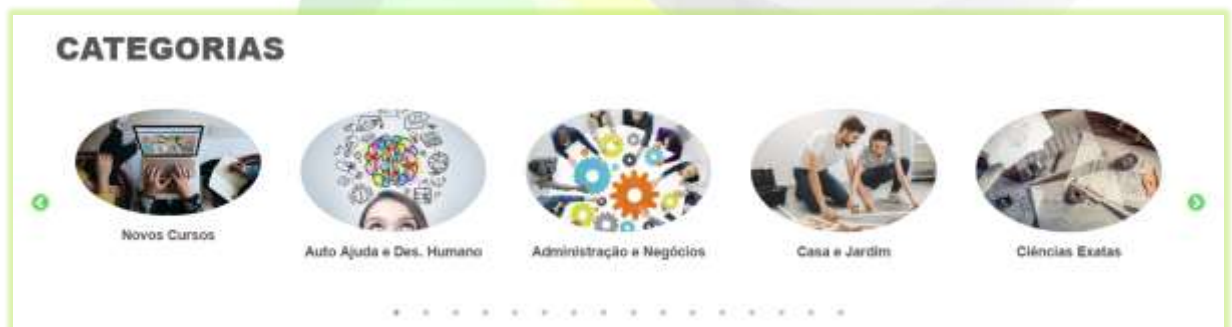 CATEGORIAS
Novos Cursos
Auto Ajuda e Des. Humano
Administração e Negócios
Casa e Jardim
Ciências Exatas